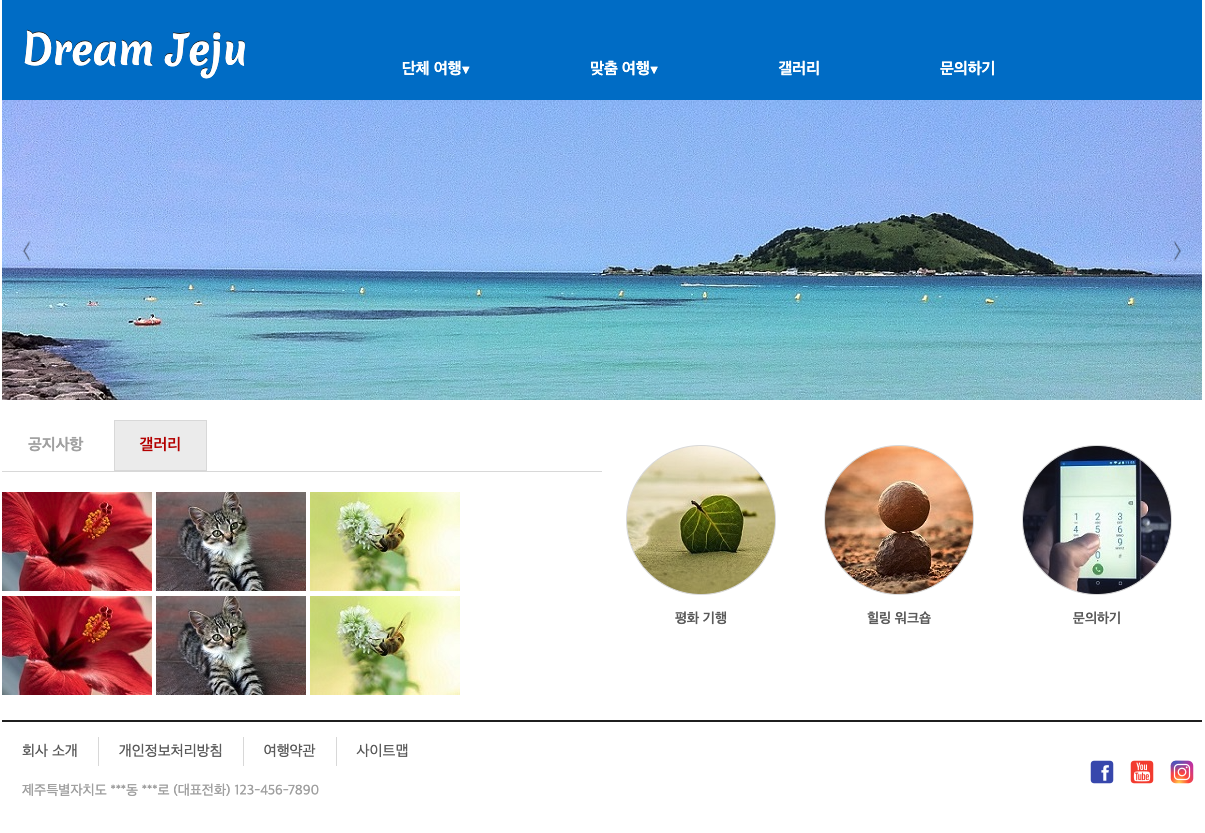 Dream Jeju
단체 여행▾ 맞춤 여행▾ 갤러리 문의하기
공지사항 갤러리
평화 기행 힐링 워크숍 문의하기
회사 소개 개인정보처리방침 여행약관 사이트맵
제주특별자치도 ***동 ***로 (대표전화) 123-456-7890
You
Tube